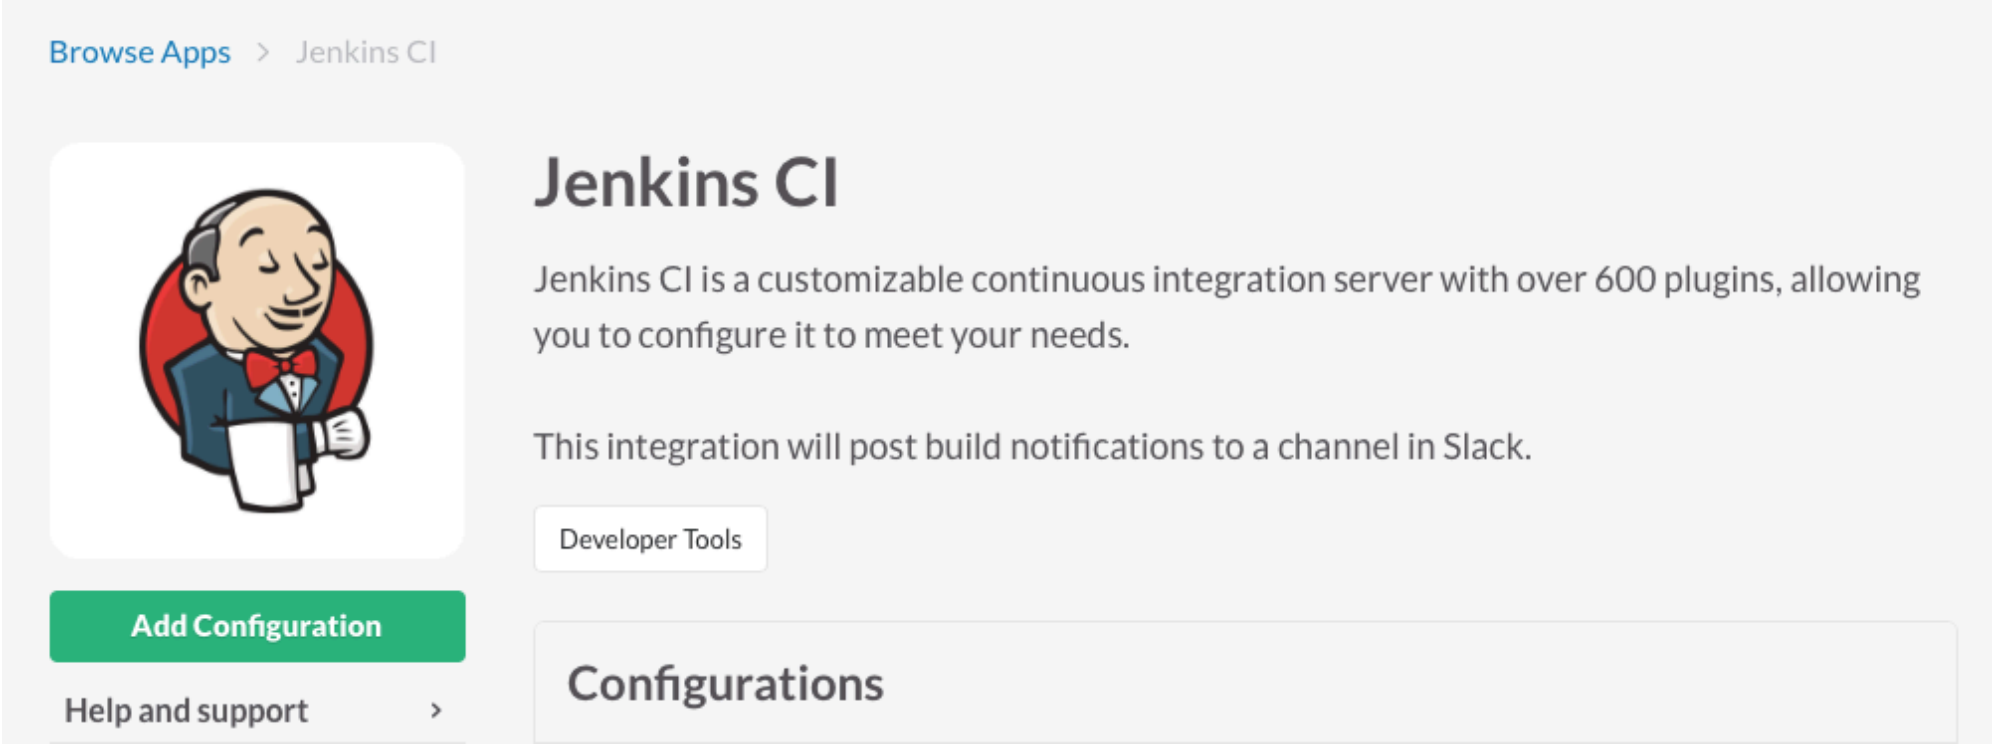 Browse Apps > Jenkins CI
Jenkins CI
Jenkins CI is a customizable continuous integration server with over 600 plugins, allowing
you to configure it to meet your needs.
This integration will post build notifications to a channel in Slack.
Developer Tools
Add Configuration
Help and support >
Configurations